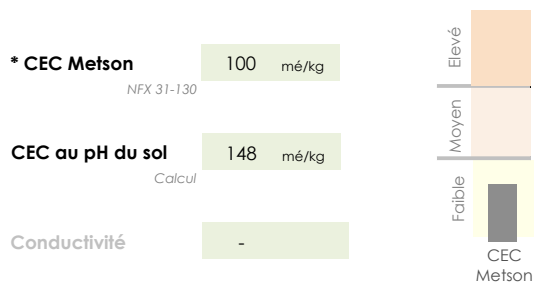 * CEC Metson 100 mé/kg
NFX 31-130
CEC au pH du sol 148 mé/kg
Calcul
Conductivité -
Elevé
Moyen
Faible
CEC
Metson